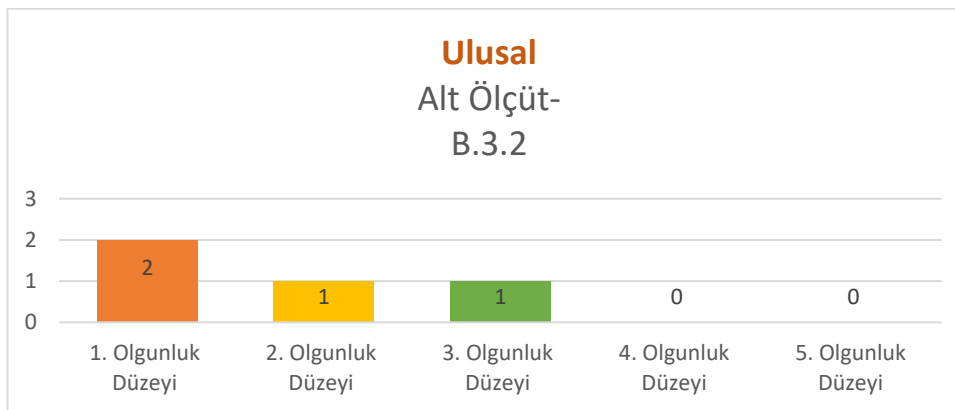 Ulusal
Alt Ölçüt-
B.3.2
3
2
1
0
2
1
1
0
0
1. Olgunluk
Düzeyi
2. Olgunluk
Düzeyi
3. Olgunluk
Düzeyi
4. Olgunluk
Düzeyi
5. Olgunluk
Düzeyi